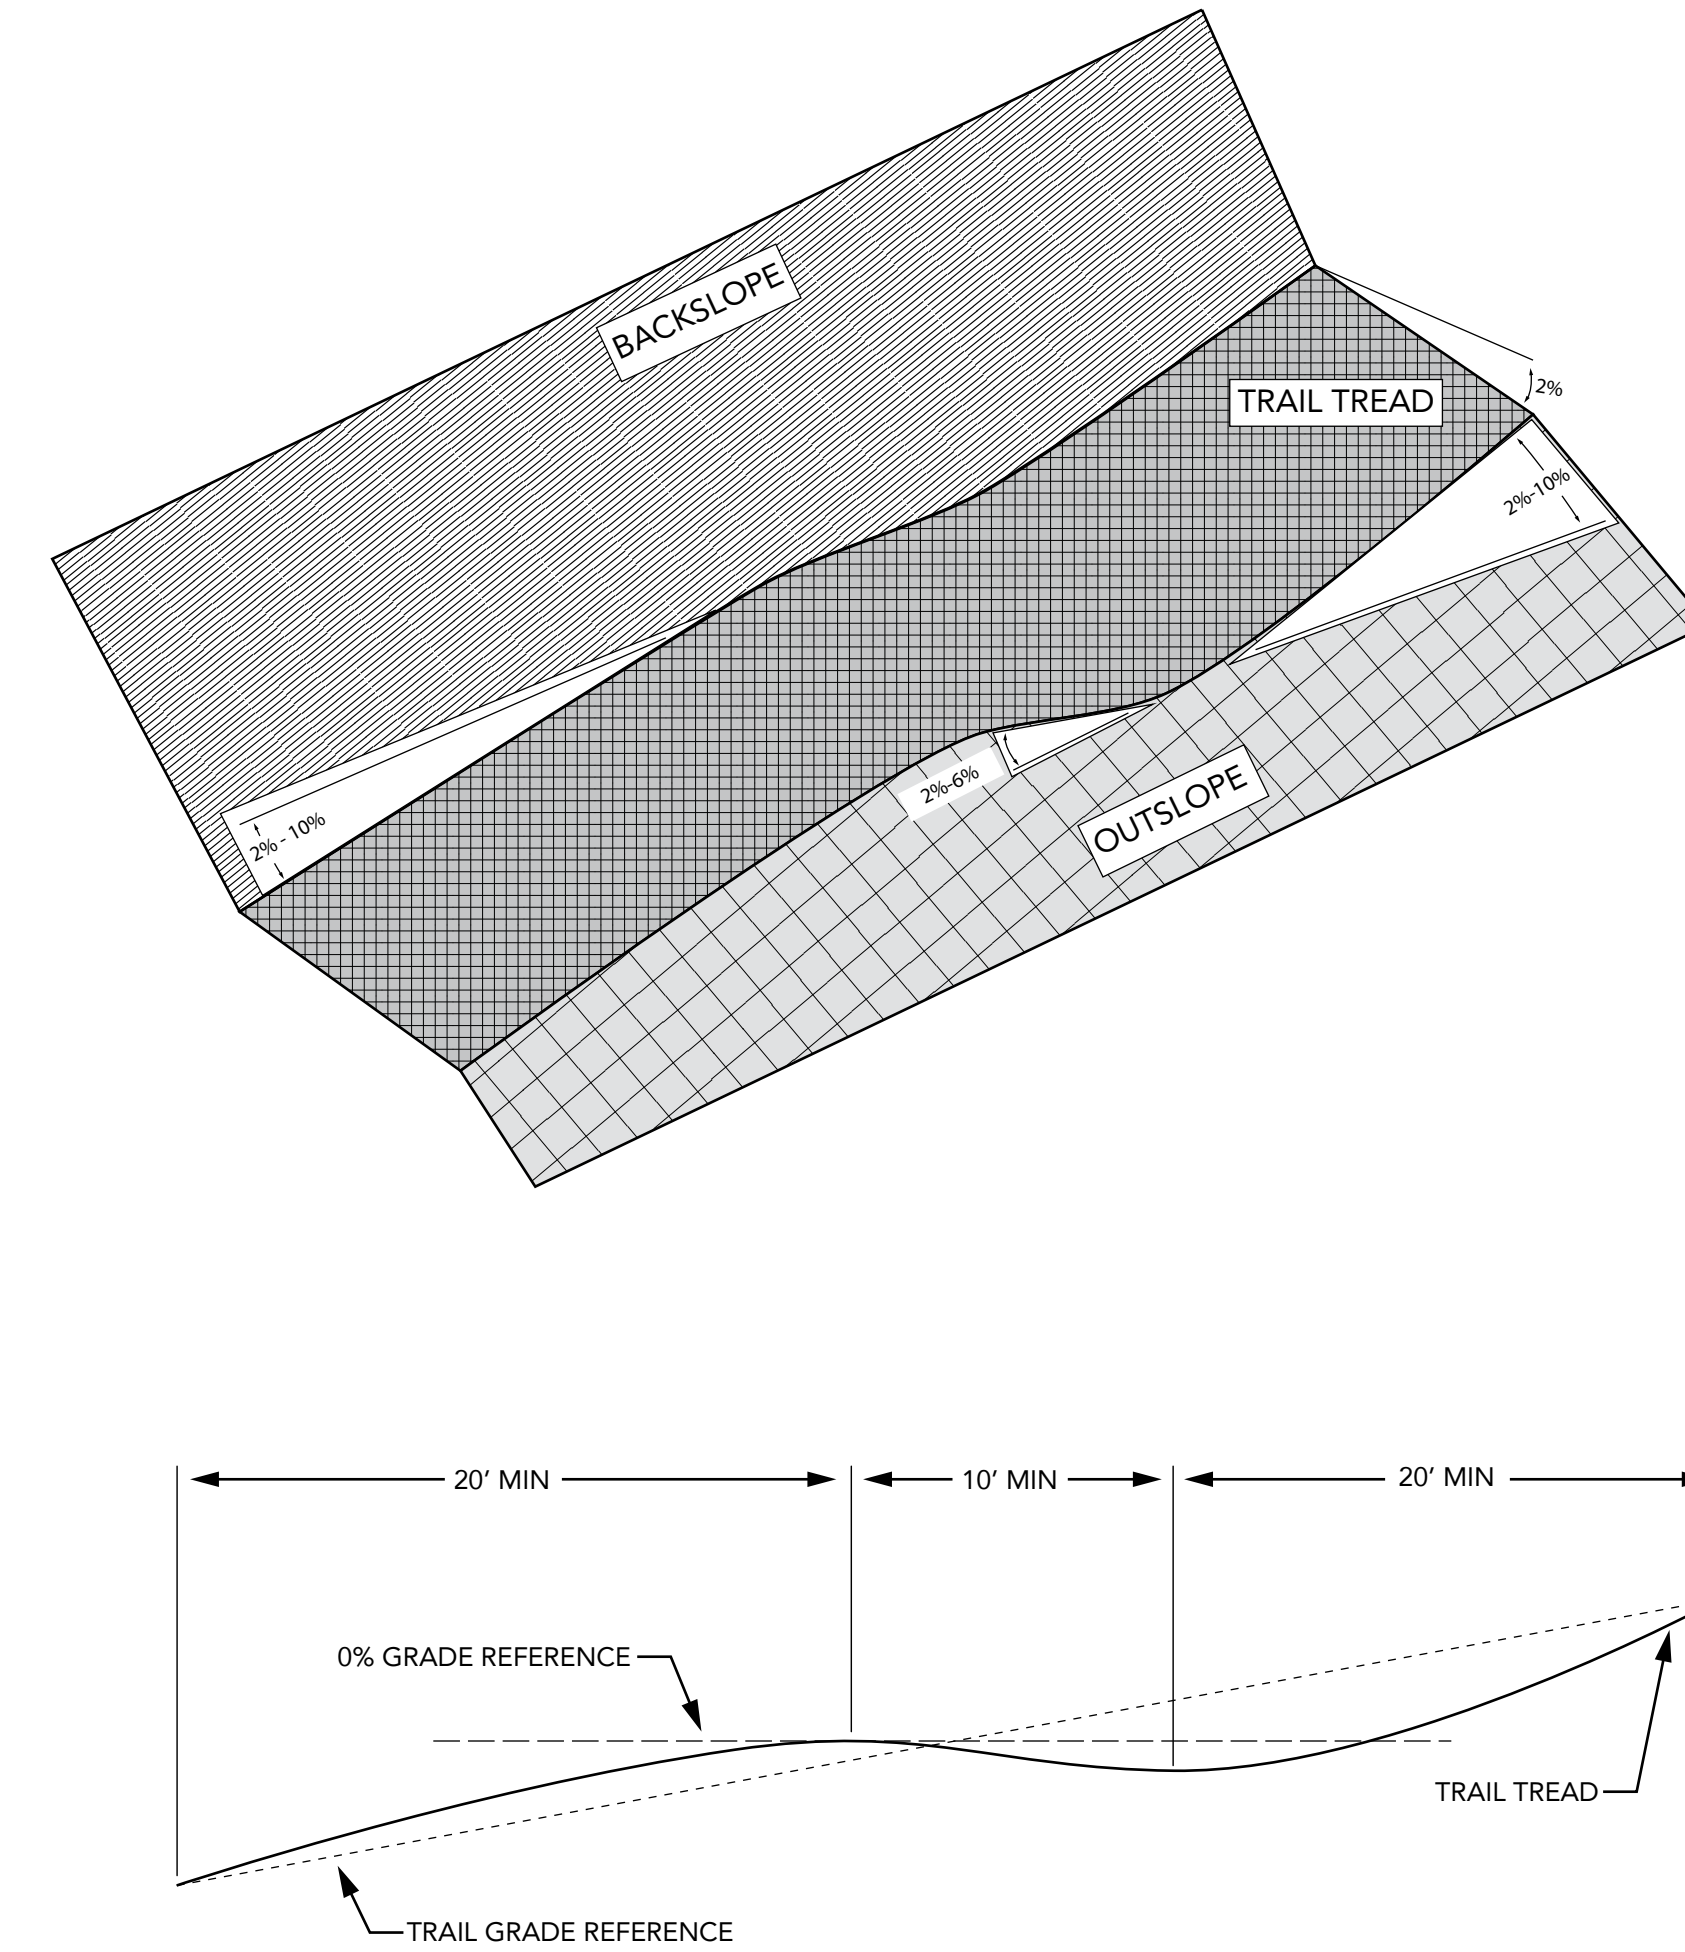 BACKSLOPE
TRAIL TREAD
2%
2%-10%
2%-6%
OUTSLOPE
2% - 10%
20’ MIN
10’ MIN
20’ MIN
0% GRADE REFERENCE
TRAIL TREAD
TRAIL GRADE REFERENCE